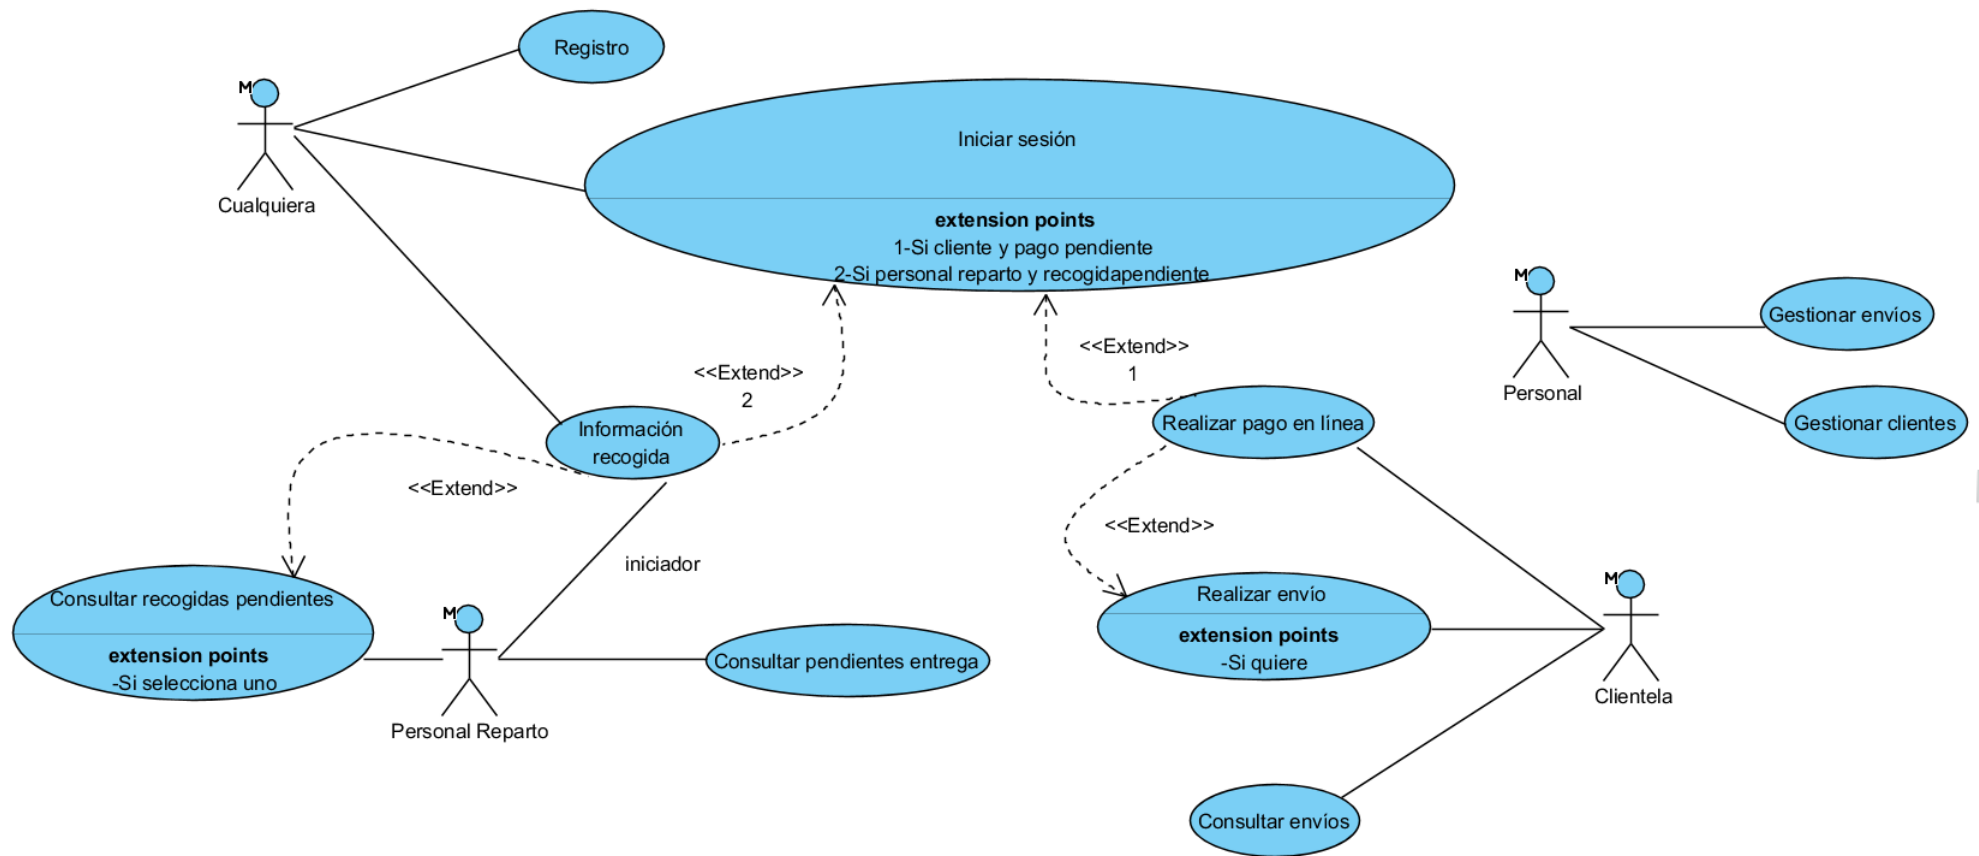 Registro
M
Cualquiera
Iniciar sesión
extension points
1-Si cliente y pago pendiente
2-Si personal reparto y recogidapendiente
M
Personal
Gestionar envíos
Gestionar clientes
<<Extend>>
2
<<Extend>>
1
Información
recogida
Realizar pago en línea
<<Extend>>
<<Extend>>
iniciador
Consultar recogidas pendientes
extension points
-Si selecciona uno
M
Personal Reparto
Consultar pendientes entrega
Realizar envío
extension points
-Si quiere
M
Clientela
Consultar envíos